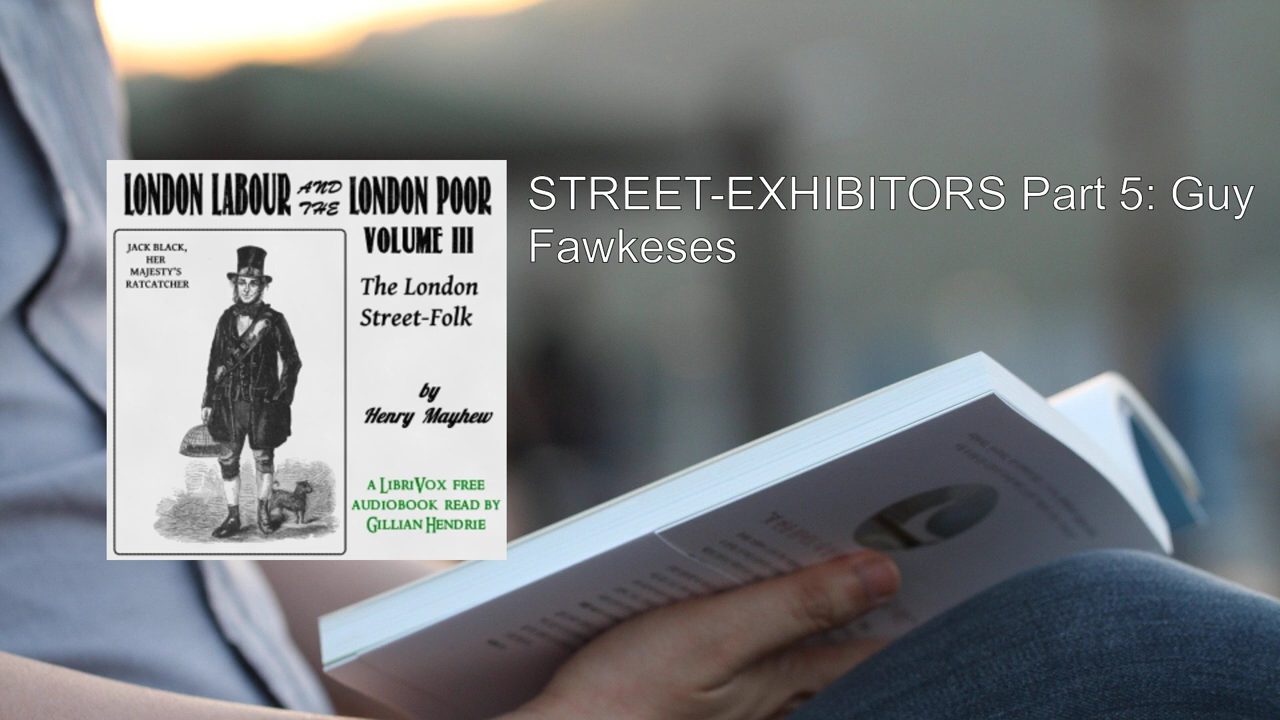 LONDON LABOUR AND THE LONDON POOR
VOLUME III
JACK BLACK,
HER
MAJESTY'S
RATCATCHER
The London
Street-Folk
by
Henry Mayhew
A LIBRIVOX FREE
AUDIOBOOK READ BY
GILLIAN HENDRIE
STREET-EXHIBITORS Part 5: Guy
Fawkeses